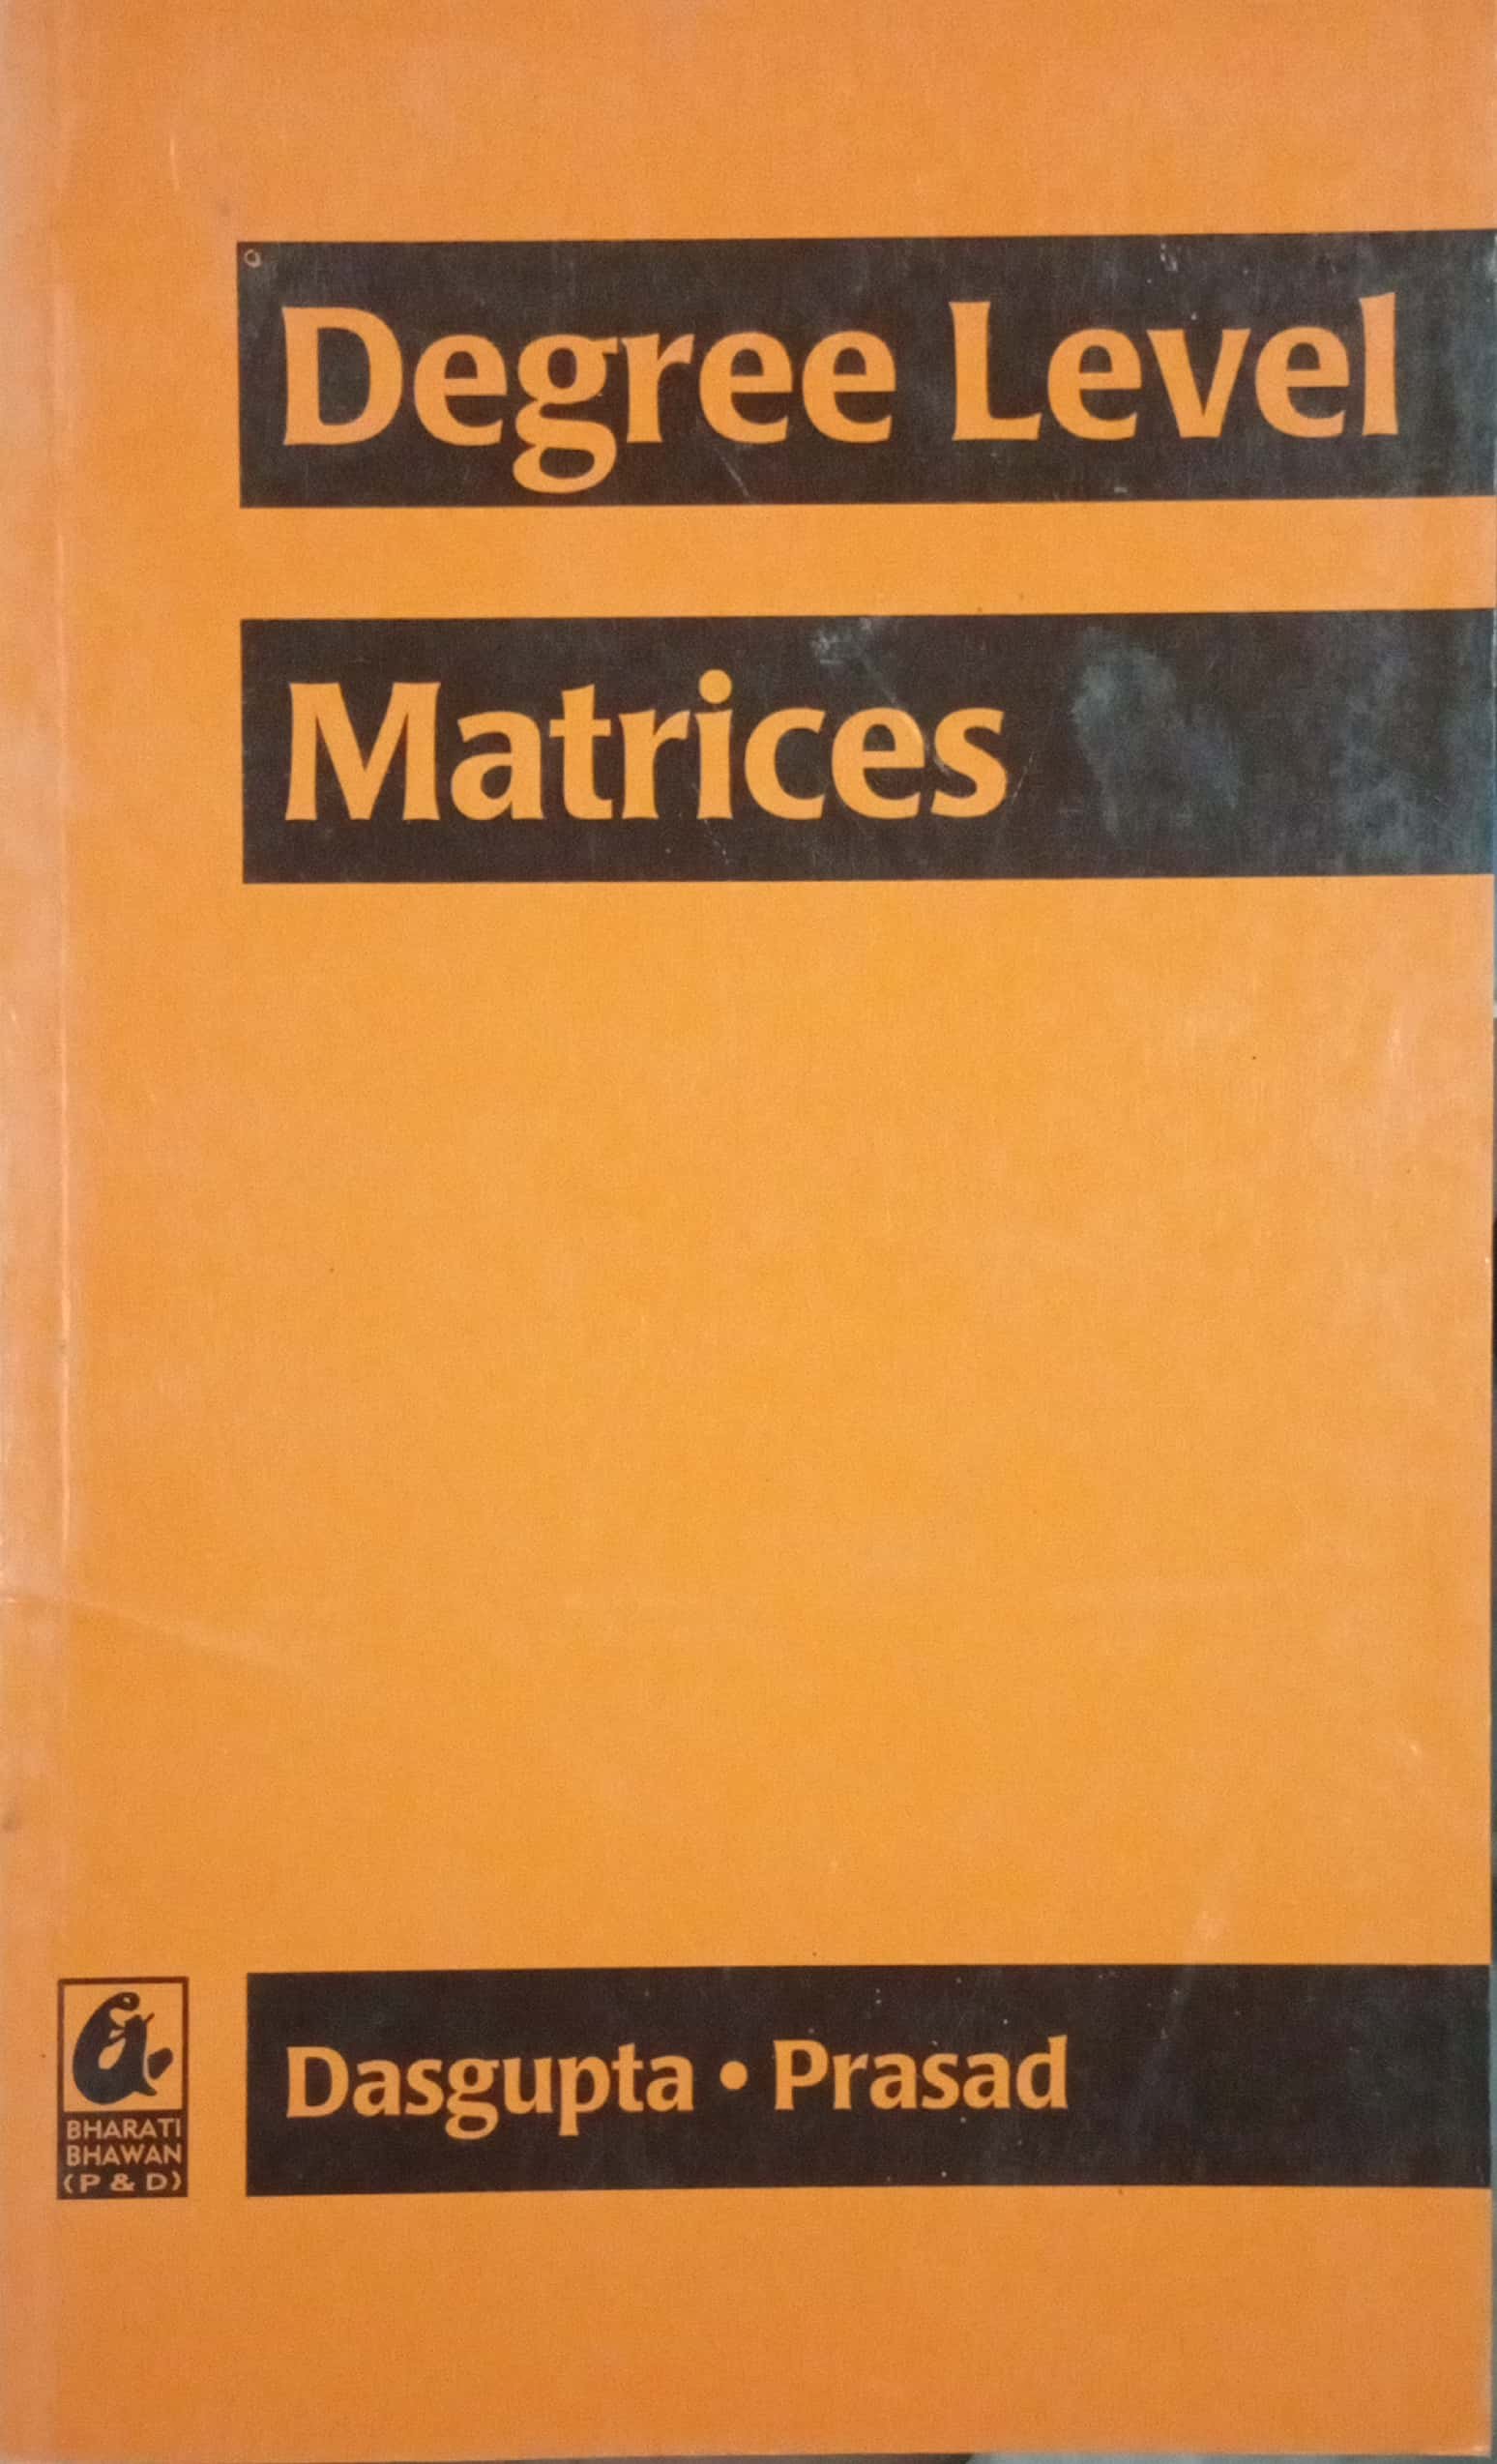 Degree Level
Matrices
Dasgupta • Prasad
BHARATI
BHAWAN
(P & D)